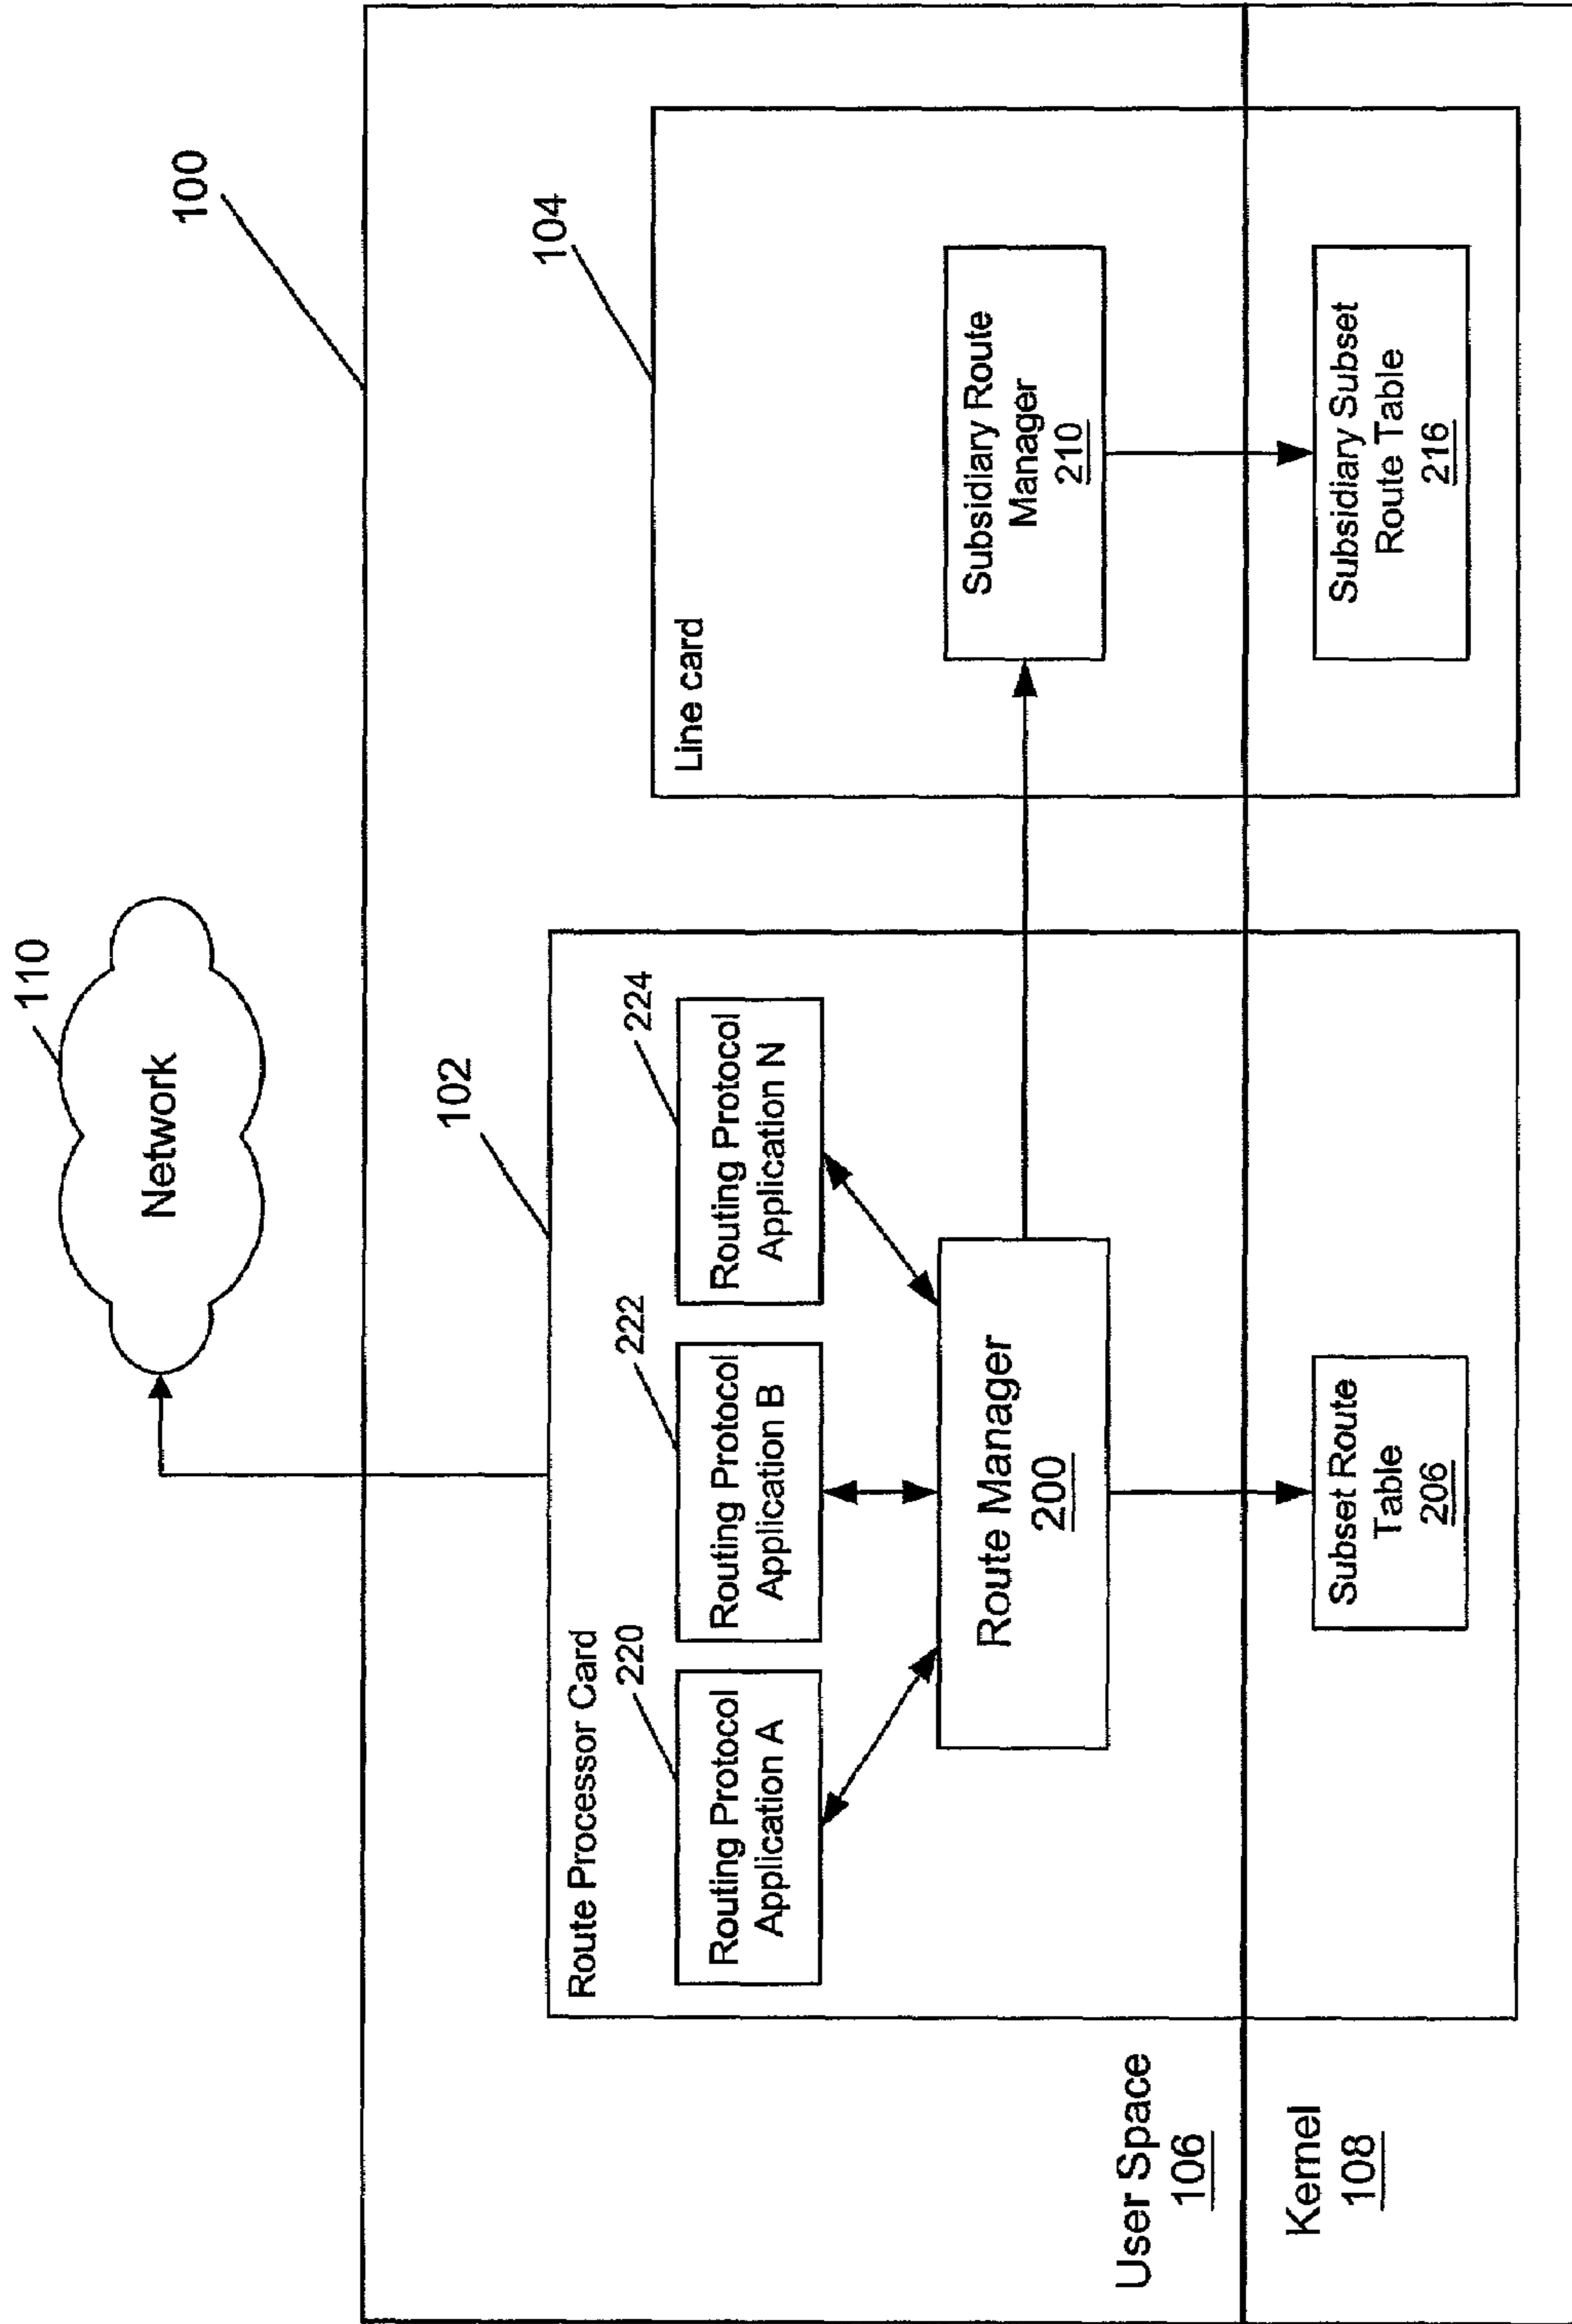 110
Network
100
102
104
Route Processor Card
220
222
224
Line card
Routing Protocol
Application A
Routing Protocol
Application B
Routing Protocol
Application N
Route Manager
200
Subsidiary Route
Manager
210
User Space
106
Kernel
108
Subset Route
Table
206
Subsidiary Subset
Route Table
216